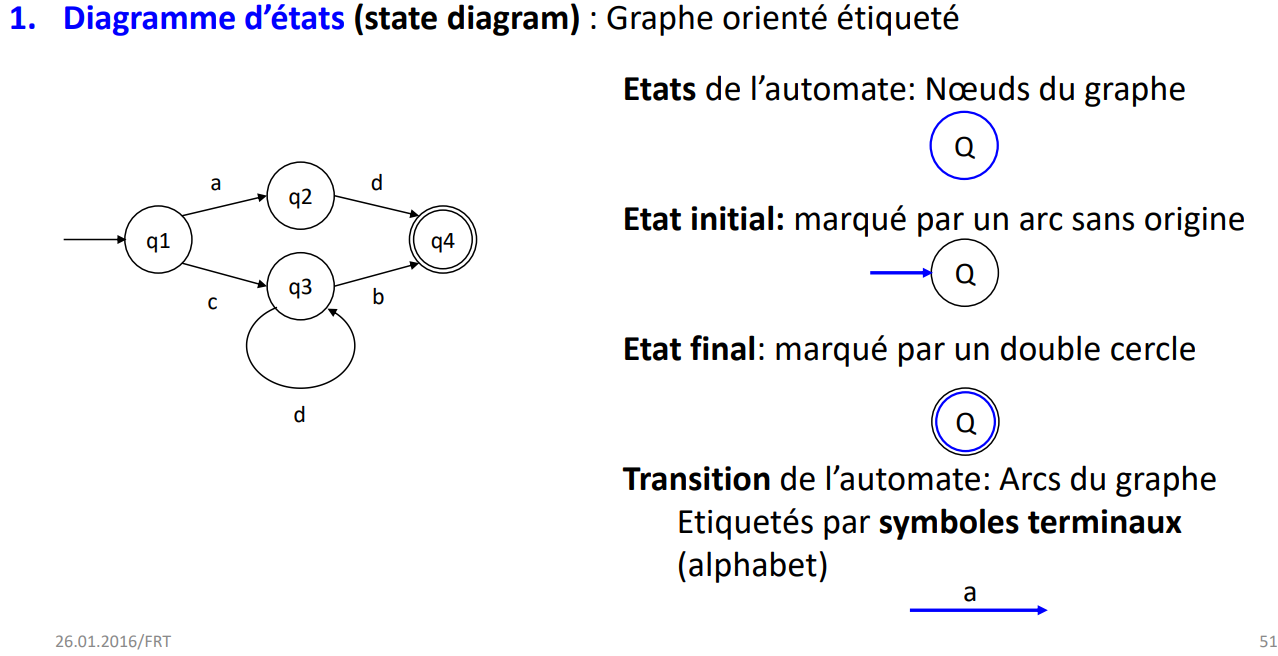 1. Diagramme d’états (state diagram) : Graphe orienté étiqueté
a
d
q1
q2
q3
q4
c
b
d
Etats de l’automate: Nœuds du graphe
Q
Etat initial: marqué par un arc sans origine
Q
Etat final: marqué par un double cercle
Q
Transition de l’automate: Arcs du graphe
Etiquetés par symboles terminaux
(alphabet)
a
26.01.2016/FRT
51